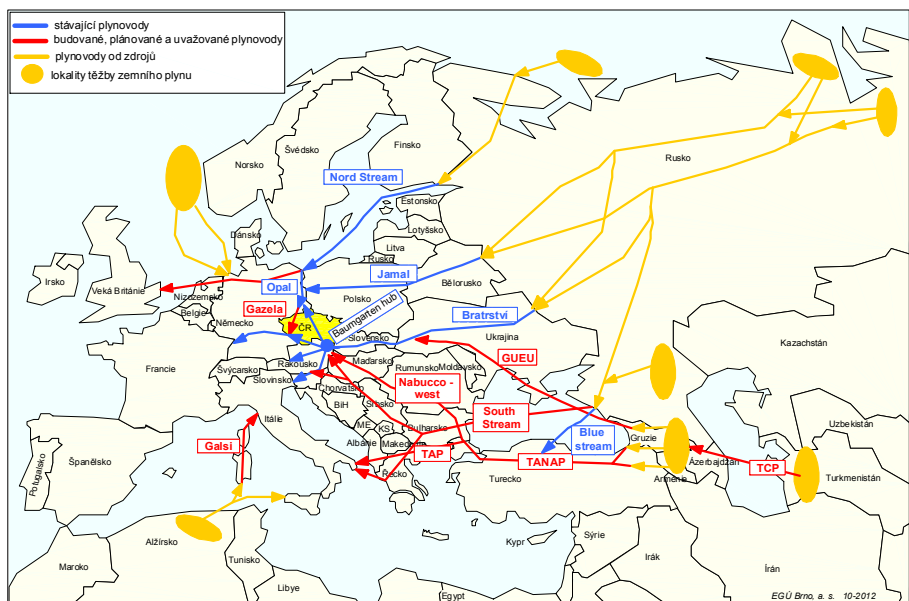 stávající plynovody
budované, plánované a uvažované plynovody
plynovody od zdrojů
lokality těžby zemního plynu
Norsko
Švédsko
Finsko
Rusko
Nord Stream
Estonsko
Lotyšsko
Litva
Rusko
Dánsko
Irsko
Veká Británie
Nizozemsko
Belgie
Německo
Opal
Jamal
Polsko
Bělorusko
Gazela
ČR
Baumgarten hub
Bratrství
Slovensko
Ukrajina
Kazachstán
Francie
Švýcarsko
Rakousko
Maďarsko
Slovinsko
Chorvatsko
Rumunsko
Moldavsko
GUEU
Nabucco -
west
BiH
Srbsko
ME
KS
Bulharsko
South
Stream
Blue
stream
Itálie
Galsi
Albánie
Makedonie
TAP
Řecko
TANAP
Turecko
Gruzie
Arménie
Ázerbajdžán
TCP
Uzbekistán
Turkmenistán
Portugalsko
Španělsko
Maroko
Alžírsko
Tunisko
Libye
Egypt
Kypr
Sýrie
Irák
Írán
EGÚ Brno, a. s. 10-2012